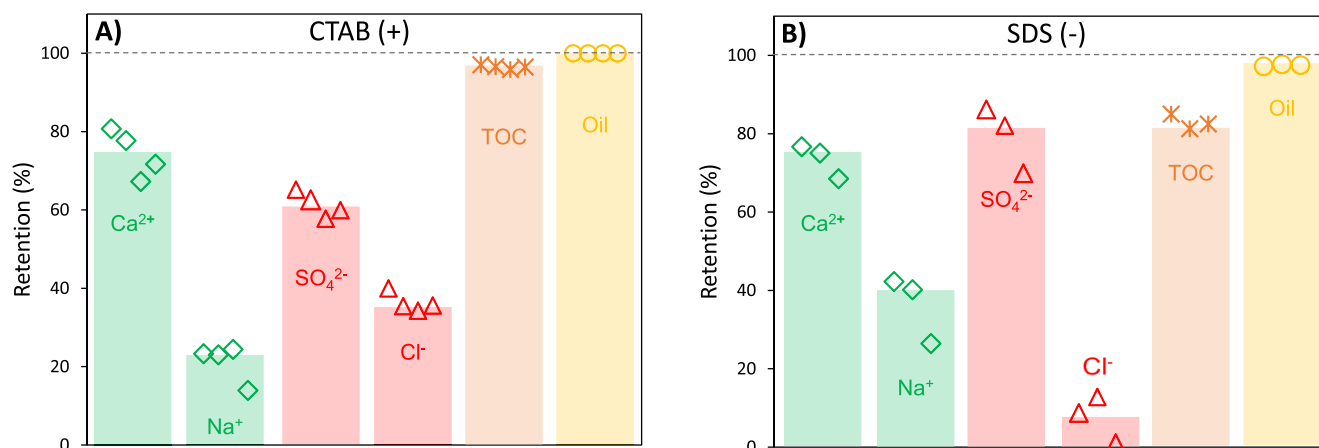 A) CTAB (+)
Retention (%)
100
80
60
40
20
0
Ca²⁺
Na⁺
SO₄²⁻
Cl⁻
TOC
Oil
B) SDS (-)
Retention (%)
100
80
60
40
20
0
Ca²⁺
Na⁺
SO₄²⁻
Cl⁻
TOC
Oil